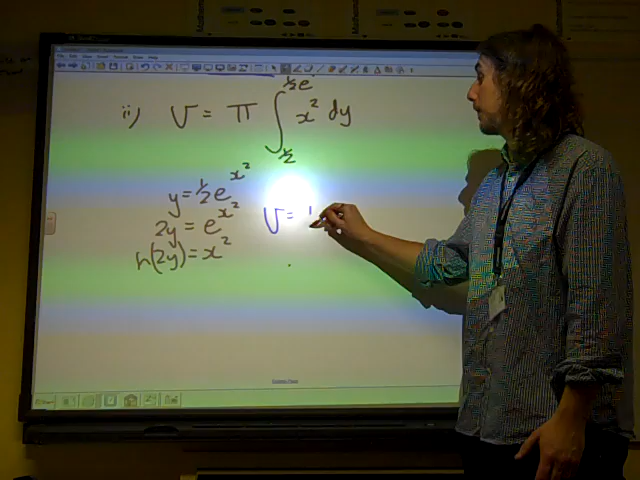 ii) V = π ∫ x² dy
½e
½
y = ½e^x²
2y = e^x²
ln(2y) = x²
V =